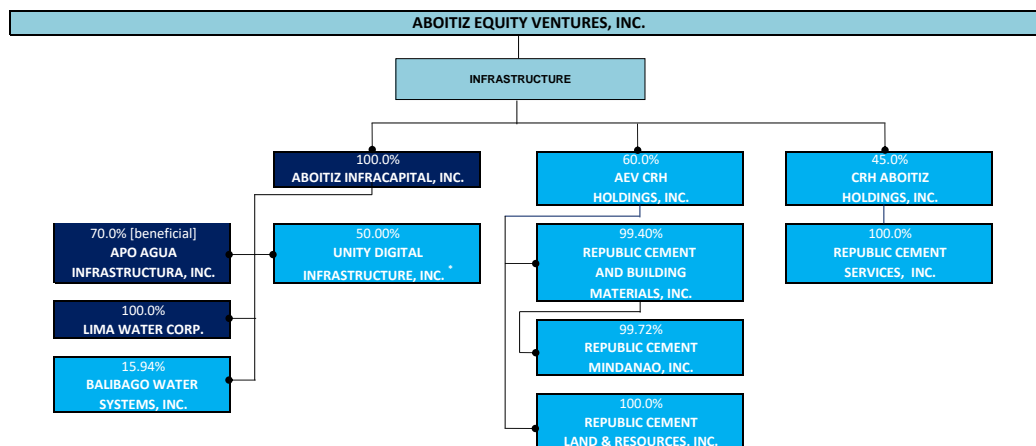 ABOITIZ EQUITY VENTURES, INC.
INFRASTRUCTURE
100.0%
ABOITIZ INFRACAPITAL, INC.
60.0%
AEV CRH
HOLDINGS, INC.
45.0%
CRH ABOITIZ
HOLDINGS, INC.
70.0% [beneficial]
APO AGUA
INFRASTRUCTURA, INC.
50.00%
UNITY DIGITAL
INFRASTRUCTURE, INC. *
99.40%
REPUBLIC CEMENT
AND BUILDING
MATERIALS, INC.
100.0%
REPUBLIC CEMENT
SERVICES, INC.
100.0%
LIMA WATER CORP.
99.72%
REPUBLIC CEMENT
MINDANAO, INC.
15.94%
BALIBAGO WATER
SYSTEMS, INC.
100.0%
REPUBLIC CEMENT
LAND & RESOURCES, INC.